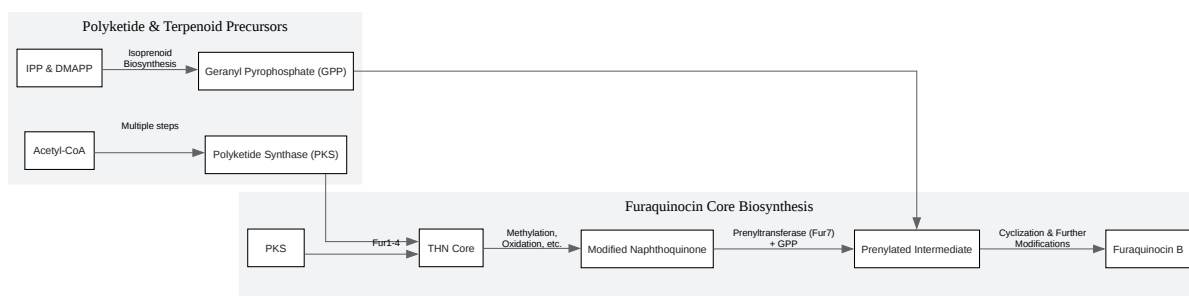 Polyketide & Terpenoid Precursors
IPP & DMAPP
Isoprenoid
Biosynthesis
Geranyl Pyrophosphate (GPP)
Acetyl-CoA
Multiple steps
Polyketide Synthase (PKS)
Furaquinocin Core Biosynthesis
PKS
Fur1-4
THN Core
Methylation,
Oxidation, etc.
Modified Naphthoquinone
Prenyltransferase (Fur7)
+ GPP
Prenylated Intermediate
Cyclization & Further
Modifications
Furaquinocin B